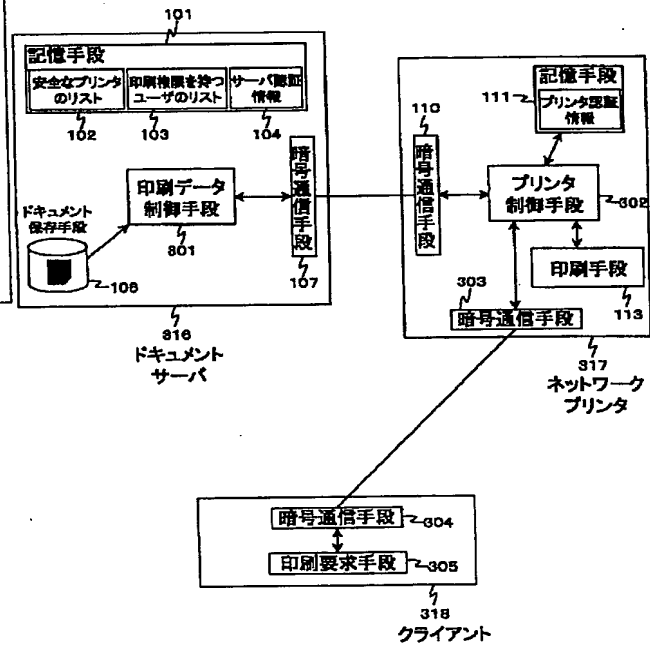 101
記憶手段
安全なプリンタ
のリスト
印刷権限を持つ
ユーザのリスト
サーバ認証
情報
102
103
104
暗号通信手段
印刷データ
制御手段
301
ドキュメント
保存手段
106
107
316
ドキュメント
サーバ
110
暗号通信手段
記憶手段
111
プリンタ認証
情報
プリンタ
制御手段
302
印刷手段
113
303
暗号通信手段
317
ネットワーク
プリンタ
暗号通信手段
304
印刷要求手段
305
318
クライアント